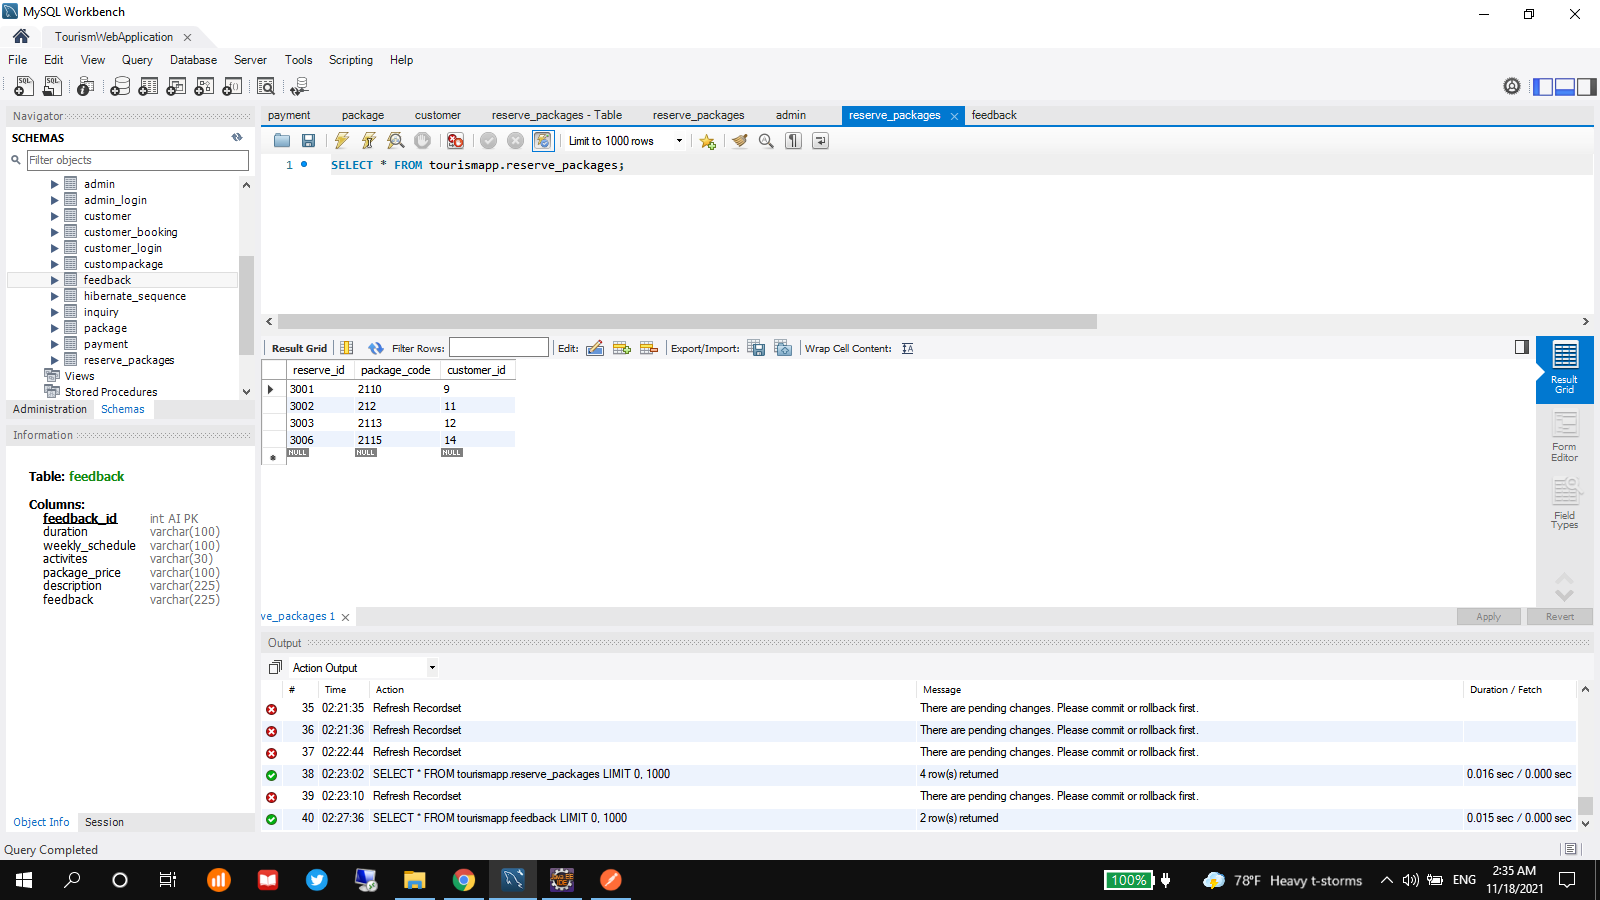 MySQL Workbench
TourismWebApplication
File Edit View Query Database Server Tools Scripting Help
Navigator
SCHEMAS
Filter objects
admin
admin_login
customer
customer_booking
customer_login
custompackage
feedback
hibernate_sequence
inquiry
package
payment
reserve_packages
Views
Stored Procedures
Administration Schemas
Information
Table: feedback
Columns:
feedback_id int AI PK
duration varchar(100)
weekly_schedule varchar(100)
activites varchar(30)
package_price varchar(100)
description varchar(225)
feedback varchar(225)
Object Info Session
payment package customer reserve_packages - Table reserve_packages admin reserve_packages feedback
Limit to 1000 rows
1 SELECT * FROM tourismapp.reserve_packages;
Result Grid Filter Rows: Edit: Export/Import: Wrap Cell Content:
reserve_id package_code customer_id
3001 2110 9
3002 212 11
3003 2113 12
3006 2115 14
NULL NULL NULL
Result Grid
Form Editor
Field Types
ve_packages 1
Apply Revert
Output
Action Output
# Time Action Message Duration / Fetch
35 02:21:35 Refresh Recordset There are pending changes. Please commit or rollback first.
36 02:21:36 Refresh Recordset There are pending changes. Please commit or rollback first.
37 02:22:44 Refresh Recordset There are pending changes. Please commit or rollback first.
38 02:23:02 SELECT * FROM tourismapp.reserve_packages LIMIT 0, 1000 4 row(s) returned 0.016 sec / 0.000 sec
39 02:23:10 Refresh Recordset There are pending changes. Please commit or rollback first.
40 02:27:36 SELECT * FROM tourismapp.feedback LIMIT 0, 1000 2 row(s) returned 0.015 sec / 0.000 sec
Query Completed
100% 78°F Heavy t-storms ENG 2:35 AM
11/18/2021